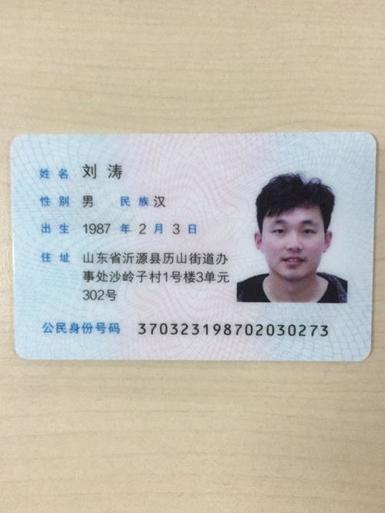 姓名 刘涛
性别 男 民族 汉
出生 1987 年 2 月 3 日
住址 山东省沂源县历山街道办
事处沙岭子村1号楼3单元
302号
公民身份号码 370323198702030273